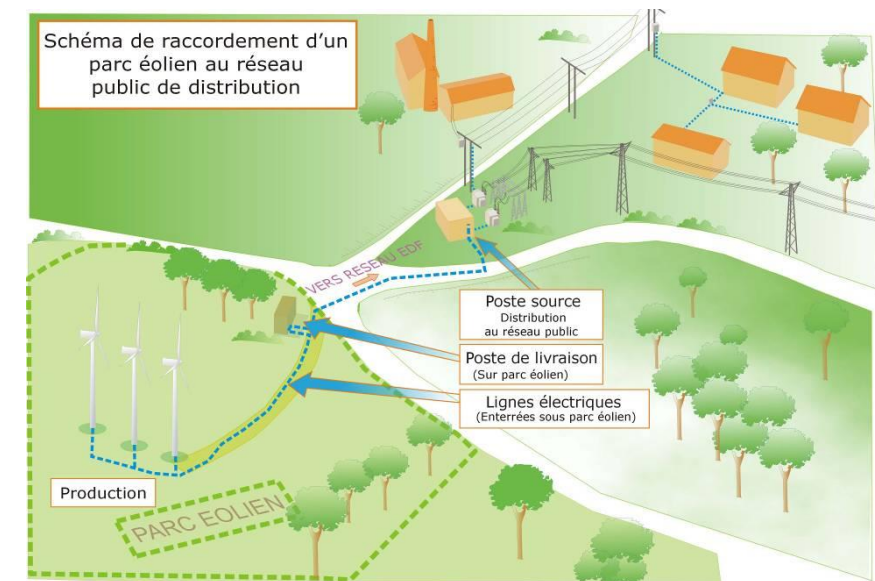 Schéma de raccordement d'un
parc éolien au réseau
public de distribution
VERS RESEAU EDF
Poste source
Distribution
au réseau public
Poste de livraison
(Sur parc éolien)
Lignes électriques
(Enterrées sous parc éolien)
Production
PARC EOLIEN